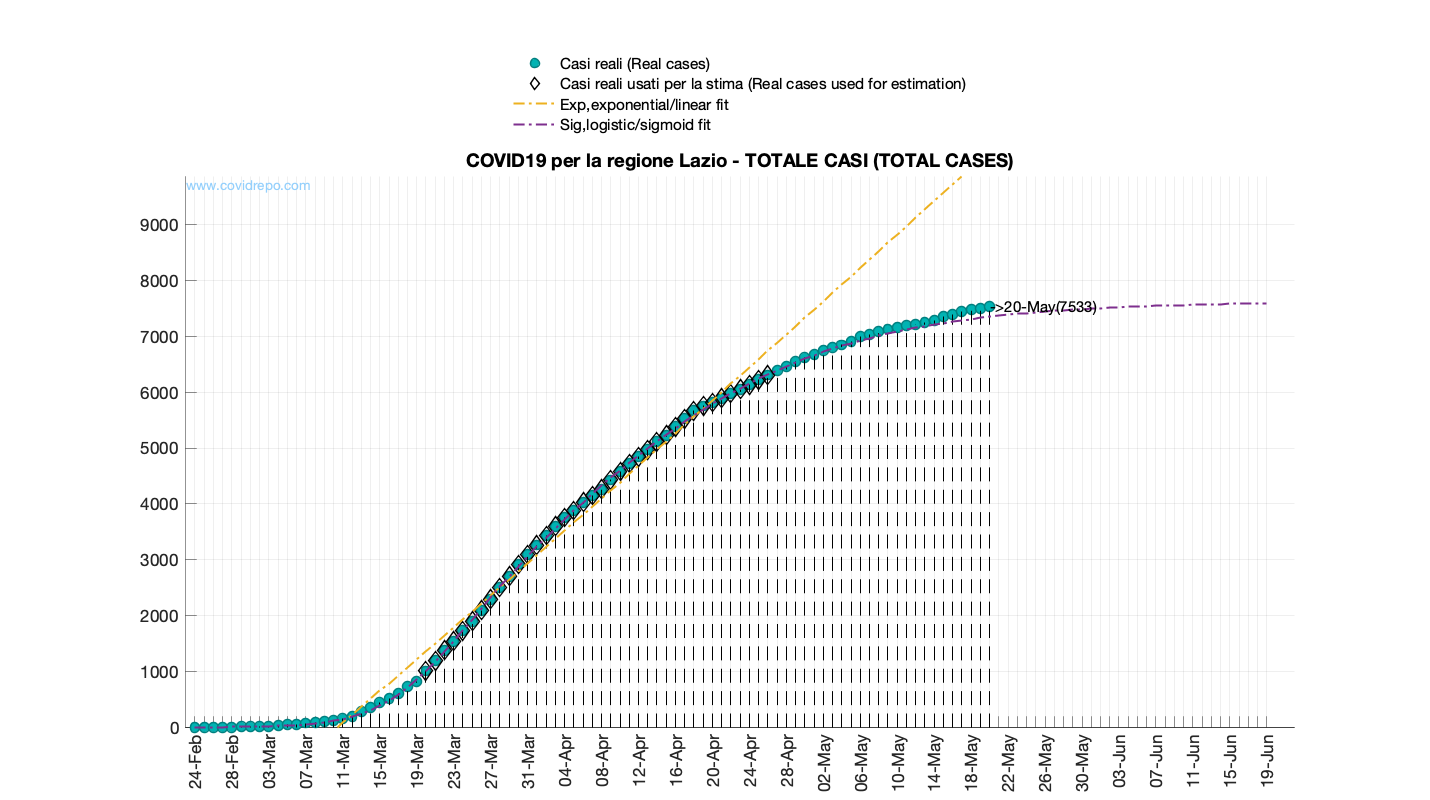 Casi reali (Real cases)
Casi reali usati per la stima (Real cases used for estimation)
Exp,exponential/linear fit
Sig,logistic/sigmoid fit
COVID19 per la regione Lazio - TOTALE CASI (TOTAL CASES)
www.covidrepo.com
9000
8000
7000
6000
5000
4000
3000
2000
1000
0
>20-May(7533)
24-Feb
28-Feb
03-Mar
07-Mar
11-Mar
15-Mar
19-Mar
23-Mar
27-Mar
31-Mar
04-Apr
08-Apr
12-Apr
16-Apr
20-Apr
24-Apr
28-Apr
02-May
06-May
10-May
14-May
18-May
22-May
26-May
30-May
03-Jun
07-Jun
11-Jun
15-Jun
19-Jun